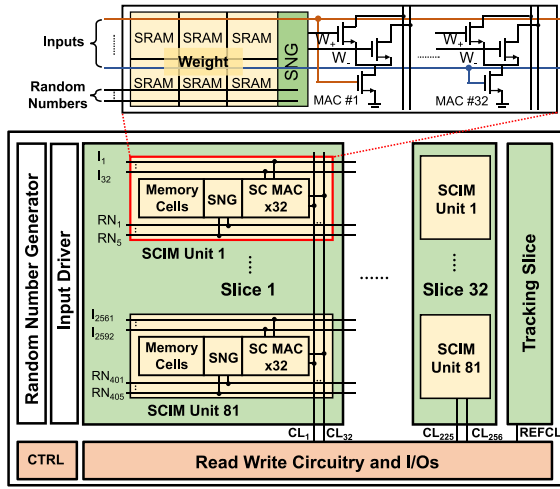 Inputs
Random
Numbers
SRAM SRAM SRAM
Weight
SRAM SRAM SRAM
SNG
W+
W-
MAC #1
W+
W-
MAC #32
Random Number Generator
Input Driver
I1
I32
Memory
Cells
SNG
SC MAC
x32
RN1
RN5
SCIM Unit 1
Slice 1
I2561
I2592
Memory
Cells
SNG
SC MAC
x32
RN401
RN405
SCIM Unit 81
CL1
CL32
SCIM
Unit 1
Slice 32
SCIM
Unit 81
CL225
CL256
Tracking Slice
REFCL
CTRL
Read Write Circuitry and I/Os